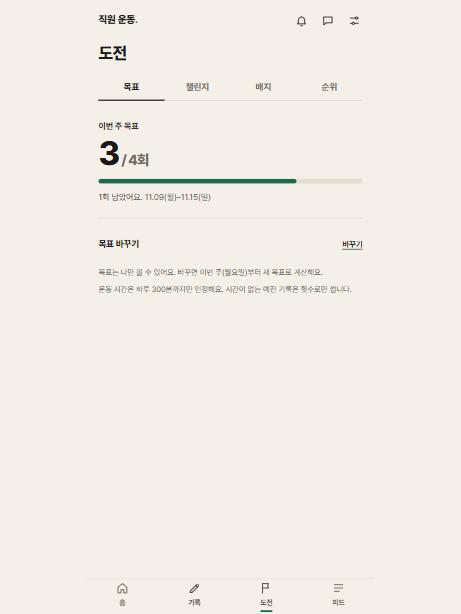 직원 운동.
도전
목표 챌린지 배지 순위
이번 주 목표
3 / 4회
1회 남았어요. 11.09(월)–11.15(일)
목표 바꾸기 바꾸기
목표는 나만 볼 수 있어요. 바꾸면 이번 주(월요일)부터 새 목표로 계산해요.
운동 시간은 하루 300분까지만 인정해요. 시간이 없는 예전 기록은 횟수로만 셉니다.
홈 기록 도전 피드